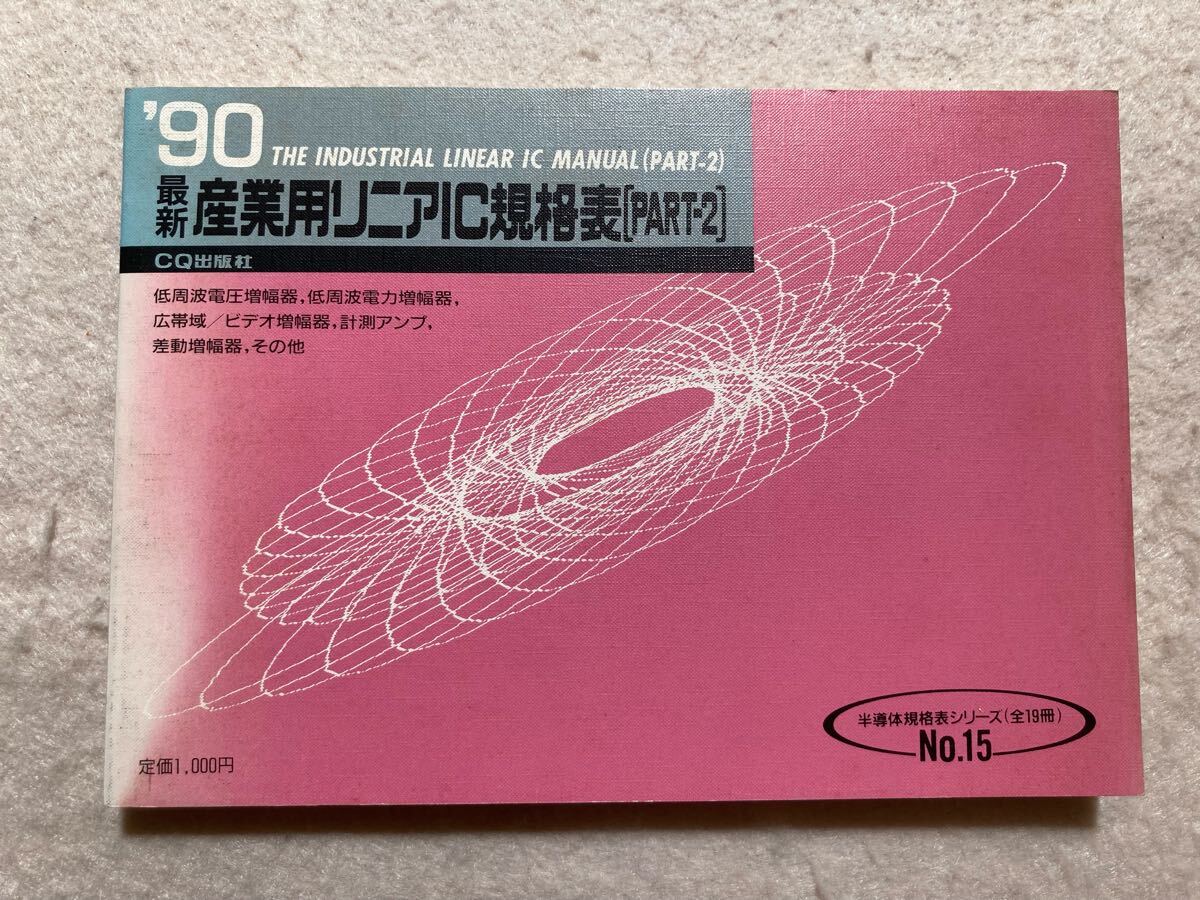 '90 THE INDUSTRIAL LINEAR IC MANUAL (PART-2)
最新 産業用リニアIC規格表[PART-2]
CQ出版社
低周波電圧増幅器,低周波電力増幅器,
広帯域/ビデオ増幅器,計測アンプ,
差動増幅器,その他
半導体規格表シリーズ(全19冊)
No.15
定価1,000円